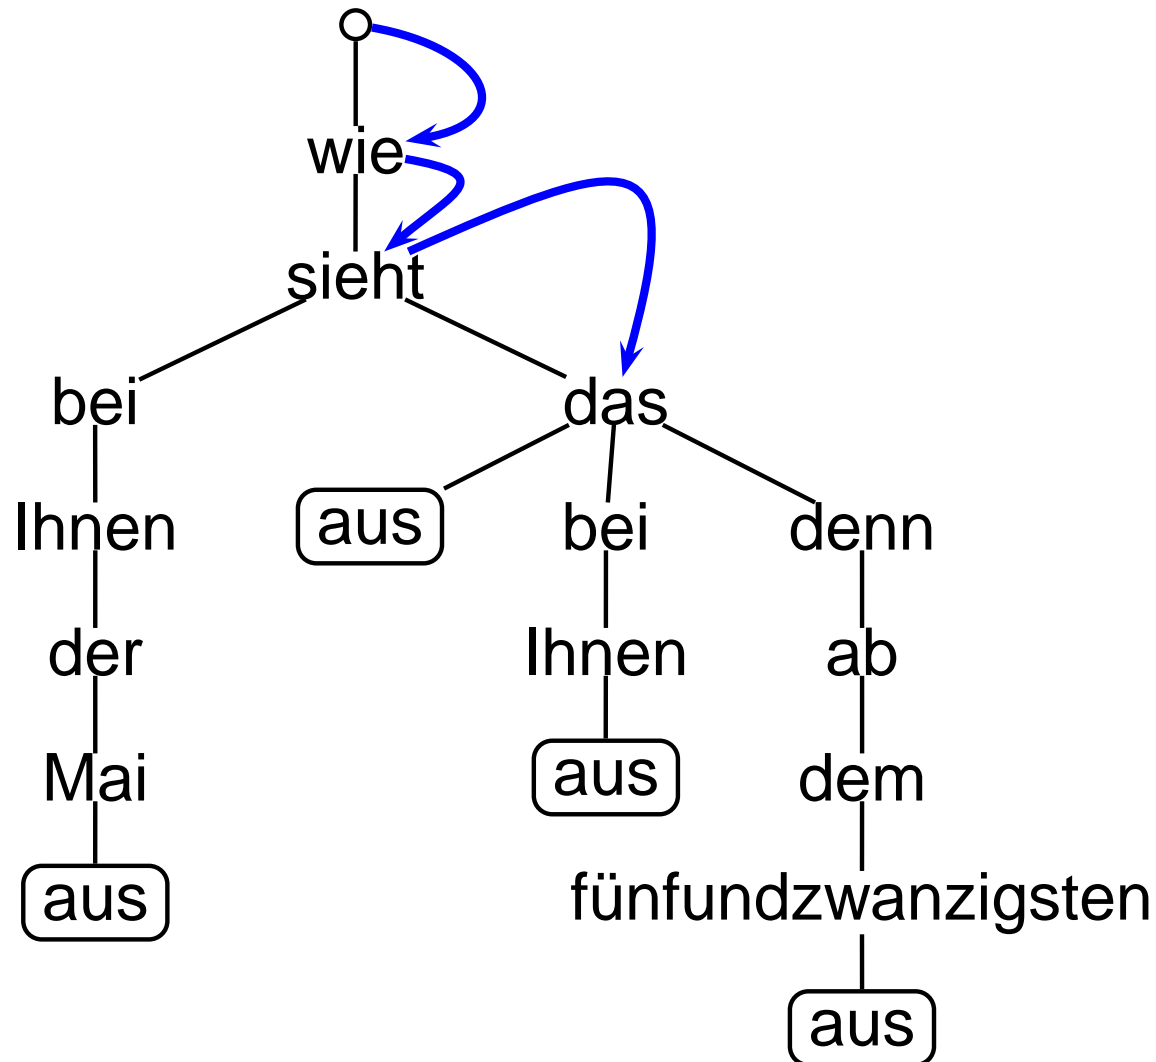 wie
sieht
bei das
Ihnen aus bei denn
der Ihnen ab
Mai aus dem
aus fünfundzwanzigsten
aus